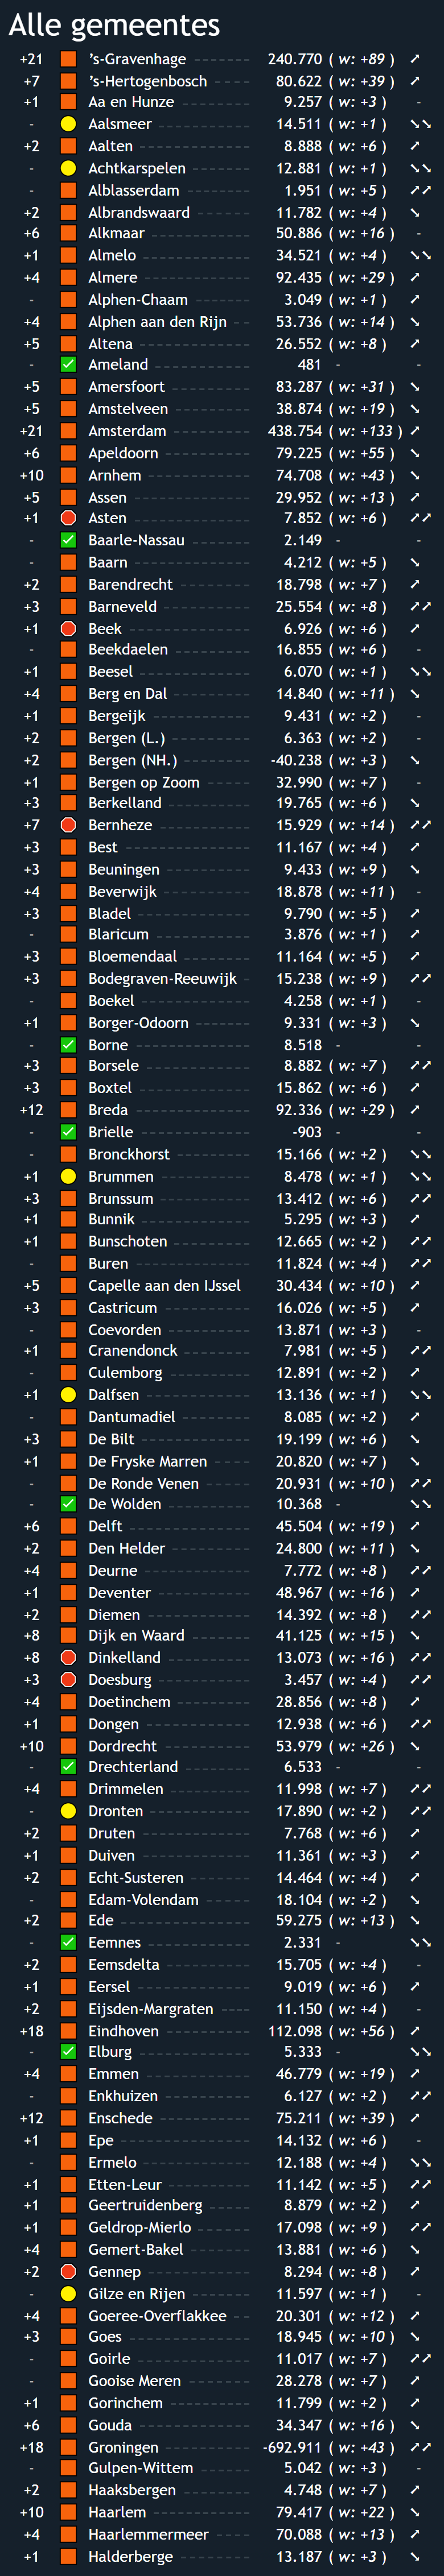 Alle gemeentes
+21 's-Gravenhage 240.770 ( w: +89 )
+7 's-Hertogenbosch 80.622 ( w: +39 )
+1 Aa en Hunze 9.257 ( w: +3 ) -
- Aalsmeer 14.511 ( w: +1 )
+2 Aalten 8.888 ( w: +6 )
- Achtkarspelen 12.881 ( w: +1 )
- Alblasserdam 1.951 ( w: +5 )
+2 Albrandswaard 11.782 ( w: +4 )
+6 Alkmaar 50.886 ( w: +16 ) -
+1 Almelo 34.521 ( w: +4 )
+4 Almere 92.435 ( w: +29 )
- Alphen-Chaam 3.049 ( w: +1 )
+4 Alphen aan den Rijn 53.736 ( w: +14 )
+5 Altena 26.552 ( w: +8 )
- Ameland 481 - -
+5 Amersfoort 83.287 ( w: +31 )
+5 Amstelveen 38.874 ( w: +19 )
+21 Amsterdam 438.754 ( w: +133 )
+6 Apeldoorn 79.225 ( w: +55 )
+10 Arnhem 74.708 ( w: +43 )
+5 Assen 29.952 ( w: +13 )
+1 Asten 7.852 ( w: +6 )
- Baarle-Nassau 2.149 - -
- Baarn 4.212 ( w: +5 )
+2 Barendrecht 18.798 ( w: +7 )
+3 Barneveld 25.554 ( w: +8 )
+1 Beek 6.926 ( w: +6 )
- Beekdaelen 16.855 ( w: +6 ) -
+1 Beesel 6.070 ( w: +1 )
+4 Berg en Dal 14.840 ( w: +11 )
+1 Bergeijk 9.431 ( w: +2 ) -
+2 Bergen (L.) 6.363 ( w: +2 ) -
+2 Bergen (NH.) -40.238 ( w: +3 )
+1 Bergen op Zoom 32.990 ( w: +7 ) -
+3 Berkelland 19.765 ( w: +6 )
+7 Bernheze 15.929 ( w: +14 )
+3 Best 11.167 ( w: +4 )
+3 Beuningen 9.433 ( w: +9 )
+4 Beverwijk 18.878 ( w: +11 ) -
+3 Bladel 9.790 ( w: +5 )
- Blaricum 3.876 ( w: +1 )
+3 Bloemendaal 11.164 ( w: +5 )
+3 Bodegraven-Reeuwijk 15.238 ( w: +9 )
- Boekel 4.258 ( w: +1 ) -
+1 Borger-Odoorn 9.331 ( w: +3 )
- Borne 8.518 - -
+3 Borsele 8.882 ( w: +7 )
+3 Boxtel 15.862 ( w: +6 )
+12 Breda 92.336 ( w: +29 )
- Brielle -903 - -
- Bronckhorst 15.166 ( w: +2 )
+1 Brummen 8.478 ( w: +1 )
+3 Brunssum 13.412 ( w: +6 )
+1 Bunnik 5.295 ( w: +3 )
+1 Bunschoten 12.665 ( w: +2 )
- Buren 11.824 ( w: +4 )
+5 Capelle aan den IJssel 30.434 ( w: +10 )
+3 Castricum 16.026 ( w: +5 )
- Coevorden 13.871 ( w: +3 ) -
+1 Cranendonck 7.981 ( w: +5 )
- Culemborg 12.891 ( w: +2 )
+1 Dalfsen 13.136 ( w: +1 )
- Dantumadiel 8.085 ( w: +2 )
+3 De Bilt 19.199 ( w: +6 )
+1 De Fryske Marren 20.820 ( w: +7 )
- De Ronde Venen 20.931 ( w: +10 )
- De Wolden 10.368 -
+6 Delft 45.504 ( w: +19 )
+2 Den Helder 24.800 ( w: +11 )
+4 Deurne 7.772 ( w: +8 )
+1 Deventer 48.967 ( w: +16 )
+2 Diemen 14.392 ( w: +8 )
+8 Dijk en Waard 41.125 ( w: +15 )
+8 Dinkelland 13.073 ( w: +16 )
+3 Doesburg 3.457 ( w: +4 )
+4 Doetinchem 28.856 ( w: +8 )
+1 Dongen 12.938 ( w: +6 )
+10 Dordrecht 53.979 ( w: +26 )
- Drechterland 6.533 - -
+4 Drimmelen 11.998 ( w: +7 )
- Dronten 17.890 ( w: +2 )
+2 Druten 7.768 ( w: +6 )
+1 Duiven 11.361 ( w: +3 )
+2 Echt-Susteren 14.464 ( w: +4 )
- Edam-Volendam 18.104 ( w: +2 )
+2 Ede 59.275 ( w: +13 )
- Eemnes 2.331 -
+2 Eemsdelta 15.705 ( w: +4 ) -
+1 Eersel 9.019 ( w: +6 )
+2 Eijsden-Margraten 11.150 ( w: +4 ) -
+18 Eindhoven 112.098 ( w: +56 )
- Elburg 5.333 -
+4 Emmen 46.779 ( w: +19 )
- Enkhuizen 6.127 ( w: +2 )
+12 Enschede 75.211 ( w: +39 )
+1 Epe 14.132 ( w: +6 ) -
- Ermelo 12.188 ( w: +4 )
+1 Etten-Leur 11.142 ( w: +5 )
+1 Geertruidenberg 8.879 ( w: +2 )
+1 Geldrop-Mierlo 17.098 ( w: +9 )
+4 Gemert-Bakel 13.881 ( w: +6 )
+2 Gennep 8.294 ( w: +8 )
- Gilze en Rijen 11.597 ( w: +1 ) -
+4 Goeree-Overflakkee 20.301 ( w: +12 )
+3 Goes 18.945 ( w: +10 )
- Goirle 11.017 ( w: +7 )
- Gooise Meren 28.278 ( w: +7 )
+1 Gorinchem 11.799 ( w: +2 )
+6 Gouda 34.347 ( w: +16 )
+18 Groningen -692.911 ( w: +43 )
- Gulpen-Wittem 5.042 ( w: +3 ) -
+2 Haaksbergen 4.748 ( w: +7 )
+10 Haarlem 79.417 ( w: +22 )
+4 Haarlemmermeer 70.088 ( w: +13 )
+1 Halderberge 13.187 ( w: +3 )